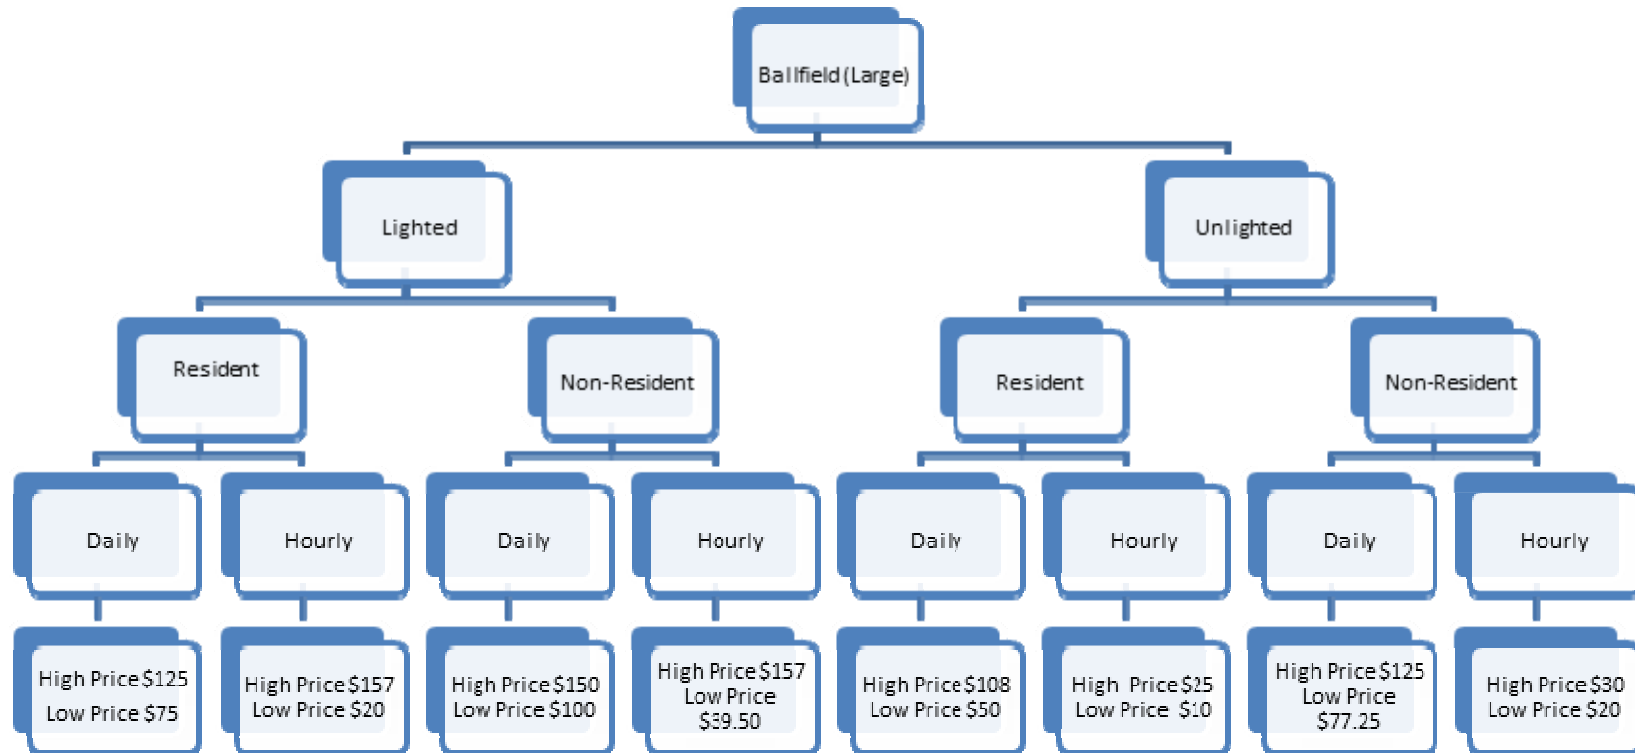 Ballfield (Large)
Lighted
Unlighted
Resident
Non-Resident
Resident
Non-Resident
Daily
Hourly
Daily
Hourly
Daily
Hourly
Daily
Hourly
High Price $125
Low Price $75
High Price $157
Low Price $20
High Price $150
Low Price $100
High Price $157
Low Price
$39.50
High Price $108
Low Price $50
High Price $25
Low Price $10
High Price $125
Low Price
$77.25
High Price $30
Low Price $20